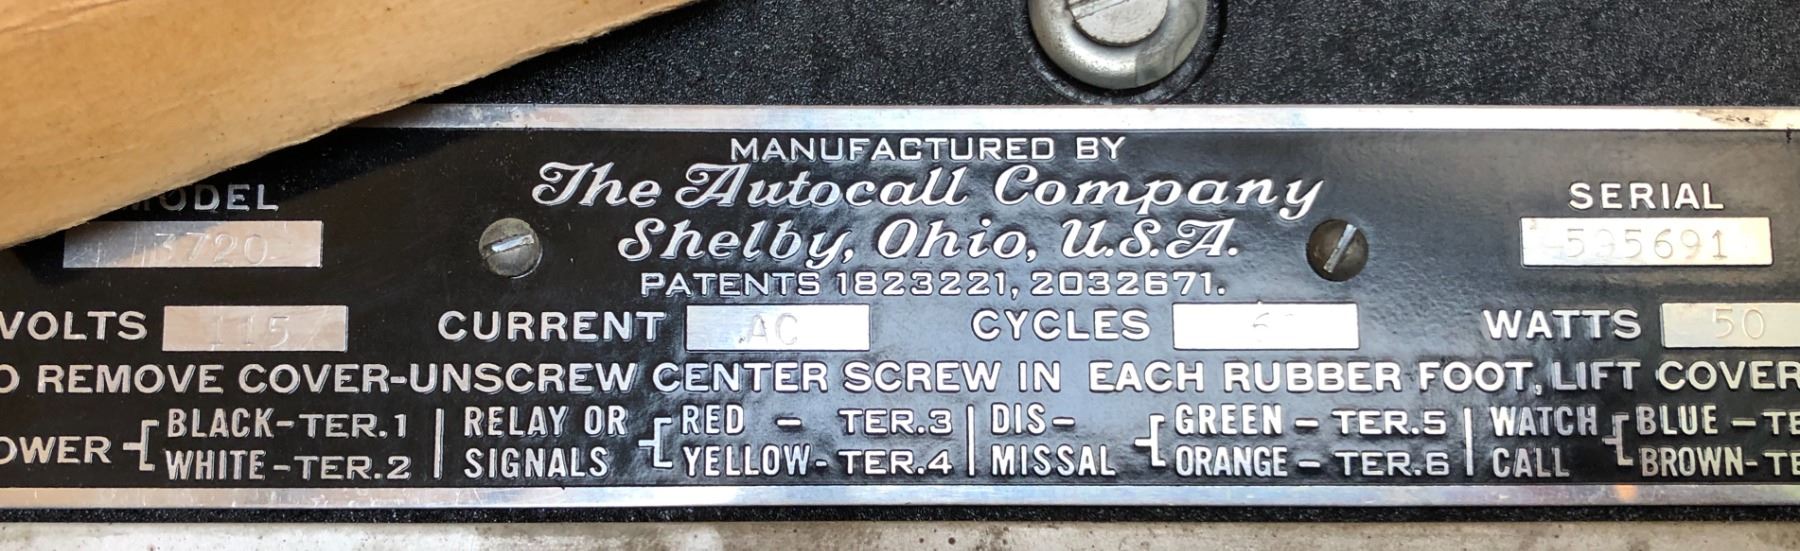 MANUFACTURED BY
The Autocall Company
Shelby, Ohio, U.S.A.
PATENTS 1823221, 2032671.
MODEL 3720
SERIAL 595691
VOLTS 115 CURRENT AC CYCLES WATTS 50
REMOVE COVER-UNSCREW CENTER SCREW IN EACH RUBBER FOOT, LIFT COVER
OWER BLACK-TER.1
WHITE-TER.2
RELAY OR SIGNALS
RED - TER.3
YELLOW-TER.4
DIS-
MISSAL
GREEN-TER.5
ORANGE-TER.6
WATCH
CALL
BLUE-TE
BROWN-TE